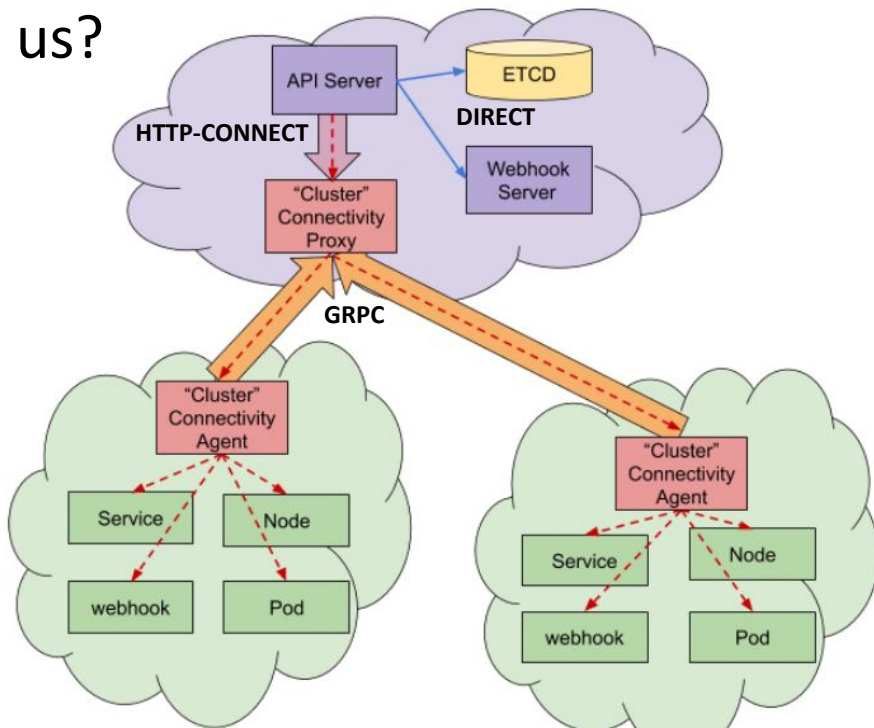 us?
API Server
ETCD
HTTP-CONNECT
DIRECT
Webhook
Server
“Cluster”
Connectivity
Proxy
GRPC
“Cluster”
Connectivity
Agent
Service
Node
webhook
Pod
“Cluster”
Connectivity
Agent
Service
Node
webhook
Pod